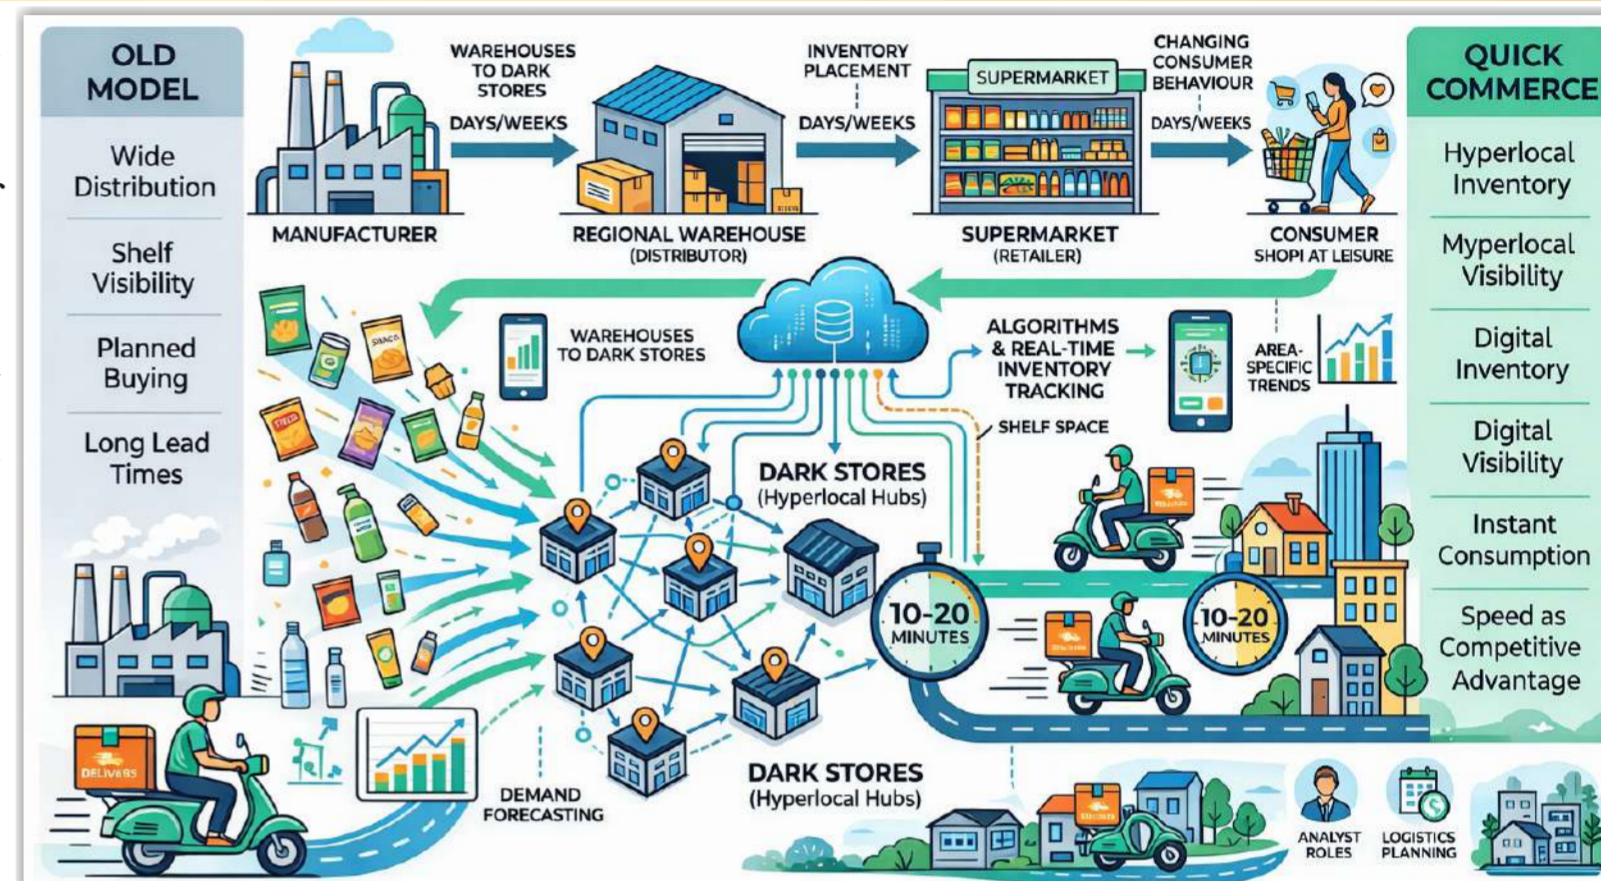 OLD
MODEL
Wide
Distribution
Shelf
Visibility
Planned
Buying
Long Lead
Times
WAREHOUSES
TO DARK
STORES
DAYS/WEEKS
INVENTORY
PLACEMENT
DAYS/WEEKS
SUPERMARKET
CHANGING
CONSUMER
BEHAVIOUR
DAYS/WEEKS
MANUFACTURER
REGIONAL WAREHOUSE
(DISTRIBUTOR)
SUPERMARKET
(RETAILER)
CONSUMER
SHOPI AT LEISURE
QUICK
COMMERCE
Hyperlocal
Inventory
Myperlocal
Visibility
Digital
Inventory
Digital
Visibility
Instant
Consumption
Speed as
Competitive
Advantage
WAREHOUSES
TO DARK STORES
ALGORITHMS
& REAL-TIME
INVENTORY
TRACKING
AREA-
SPECIFIC
TRENDS
SHELF SPACE
DARK STORES
(Hyperlocal Hubs)
10-20
MINUTES
10-20
MINUTES
DELIVERS
DEMAND
FORECASTING
DARK STORES
(Hyperlocal Hubs)
ANALYST
ROLES
LOGISTICS
PLANNING